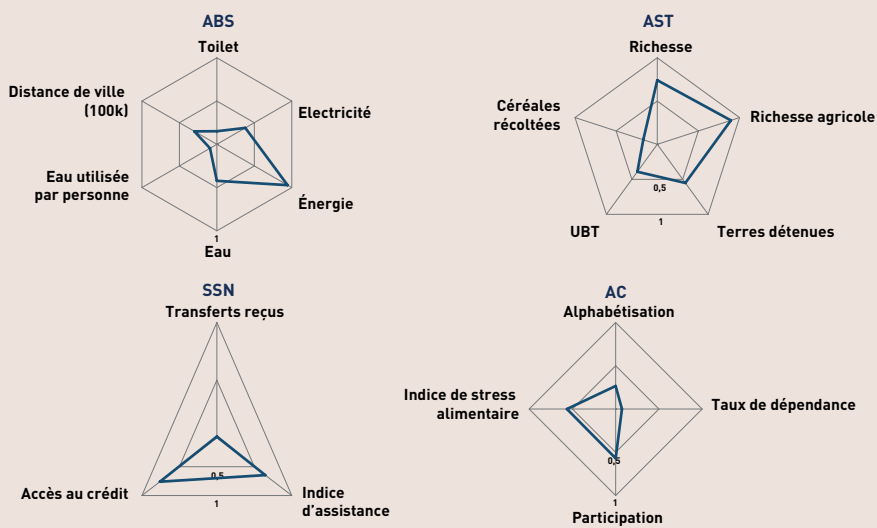 ABS
Toilet
Distance de ville
(100k)
Electricité
Eau utilisée
par personne
Énergie
1
Eau
AST
Richesse
Céréales
récoltées
Richesse agricole
0,5
UBT
1
Terres détenues
SSN
Transferts reçus
0,5
Accès au crédit
1
Indice
d’assistance
AC
Alphabétisation
Indice de stress
alimentaire
Taux de dépendance
0,5
1
Participation